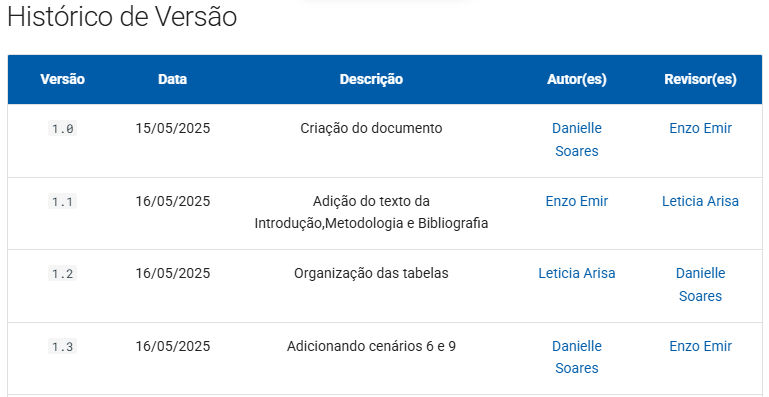 Histórico de Versão
Versão Data Descrição Autor(es) Revisor(es)
1.0 15/05/2025 Criação do documento Danielle Soares Enzo Emir
1.1 16/05/2025 Adição do texto da Introdução,Metodologia e Bibliografia Enzo Emir Leticia Arisa
1.2 16/05/2025 Organização das tabelas Leticia Arisa Danielle Soares
1.3 16/05/2025 Adicionando cenários 6 e 9 Danielle Soares Enzo Emir